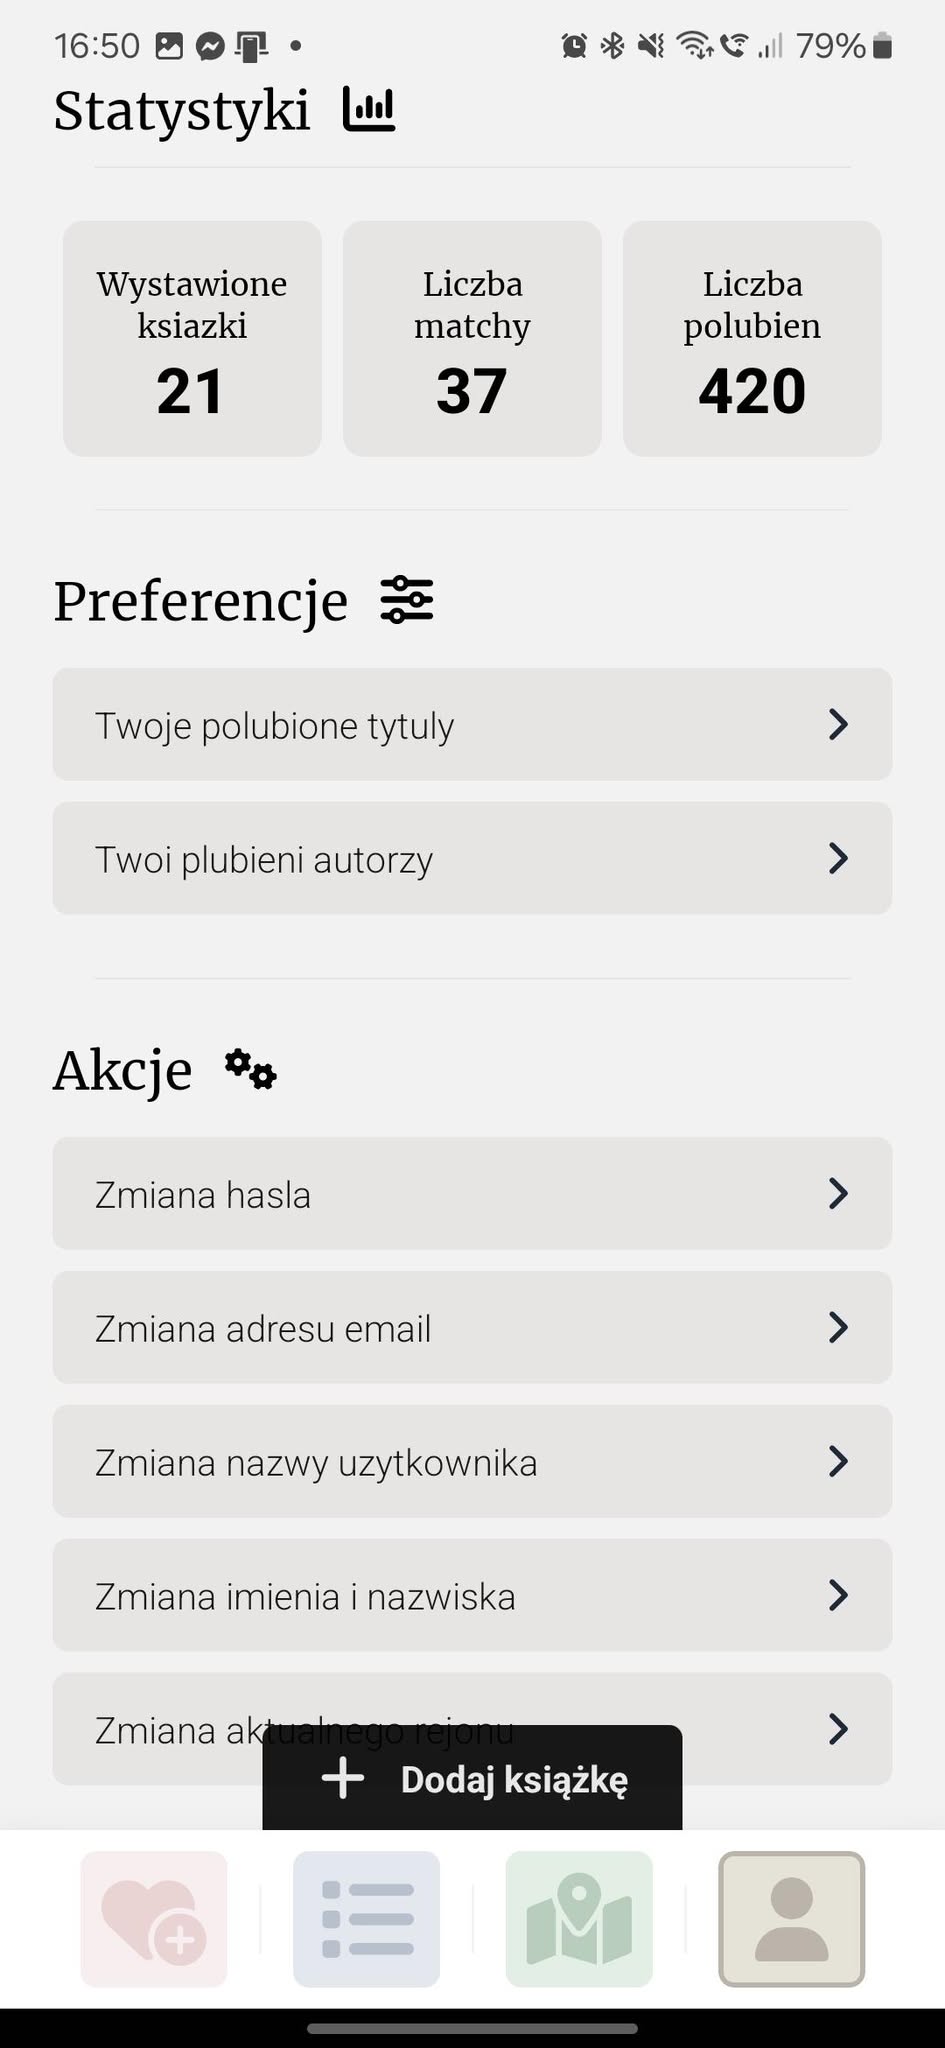 16:50
79%
Statystyki
Wystawione
ksiazki
21
Liczba
matchy
37
Liczba
polubien
420
Preferencje
Twoje polubione tytuly
Twoi plubieni autorzy
Akcje
Zmiana hasla
Zmiana adresu email
Zmiana nazwy uzytkownika
Zmiana imienia i nazwiska
Zmiana aktualnego rejonu
Dodaj książkę